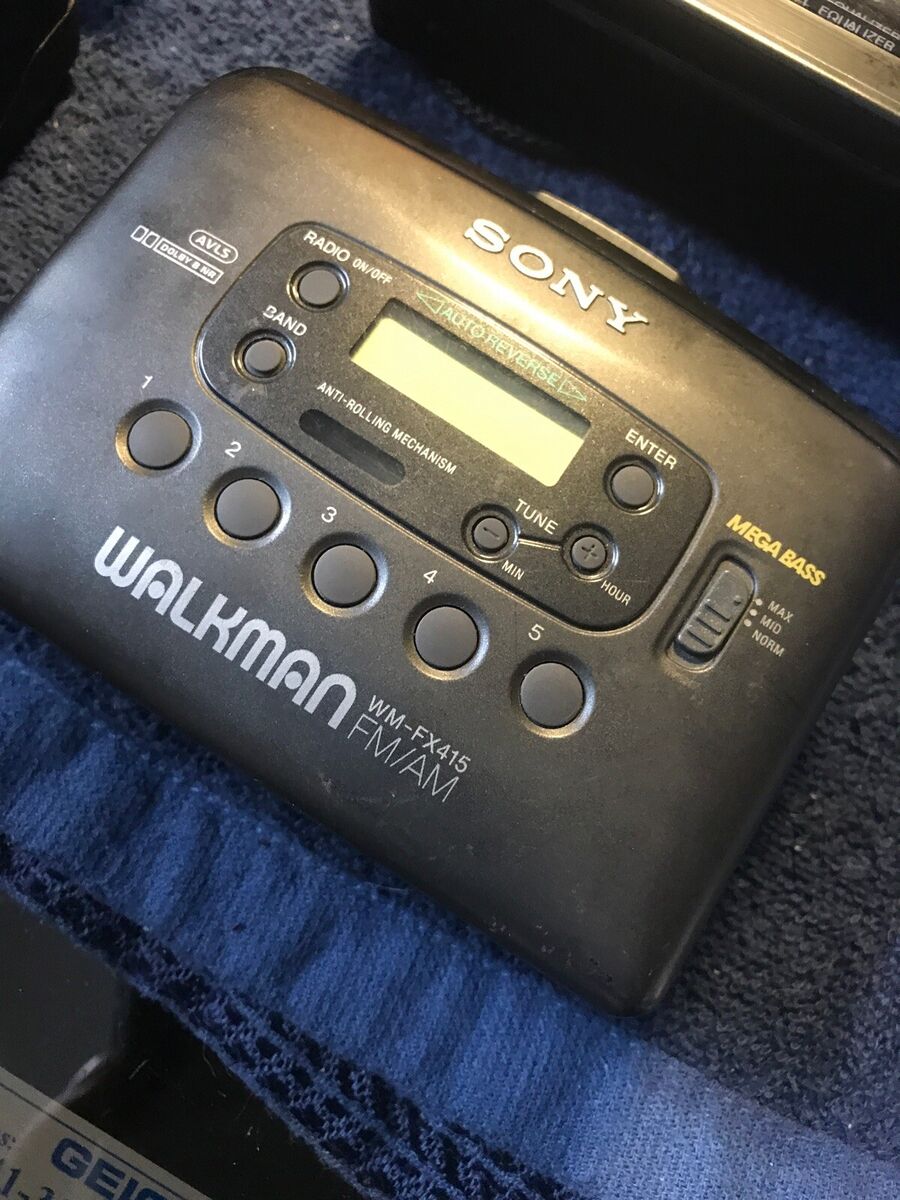 EQUALIZER
SONY
AVLS
DOLBY B NR
RADIO ON/OFF
BAND
AUTO REVERSE
ANTI-ROLLING MECHANISM
ENTER
TUNE
−
+
MIN
HOUR
MEGA BASS
MAX
MID
NORM
1
2
3
4
5
WALKMAN
WM-FX415
FM/AM